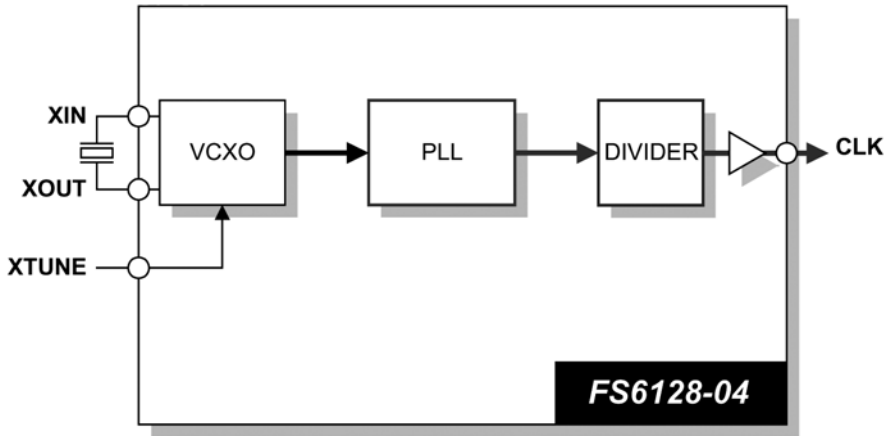 XIN
XOUT
XTUNE
VCXO
PLL
DIVIDER
CLK
FS6128-04